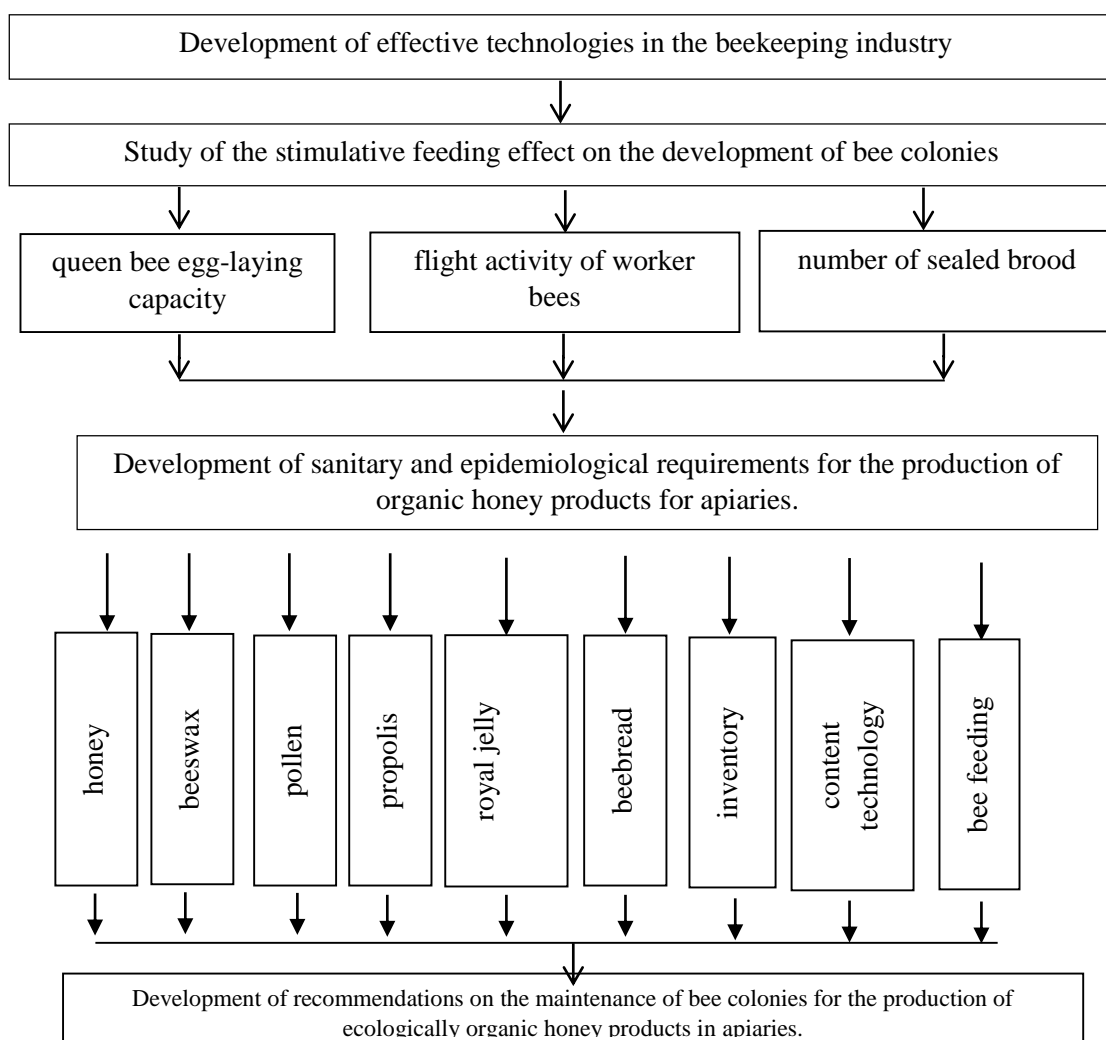 Development of effective technologies in the beekeeping industry
Study of the stimulative feeding effect on the development of bee colonies
queen bee egg-laying
capacity
flight activity of worker
bees
number of sealed brood
Development of sanitary and epidemiological requirements for the production of
organic honey products for apiaries.
honey
beeswax
pollen
propolis
royal jelly
beebread
inventory
content
technology
bee feeding
Development of recommendations on the maintenance of bee colonies for the production of
ecologically organic honey products in apiaries.